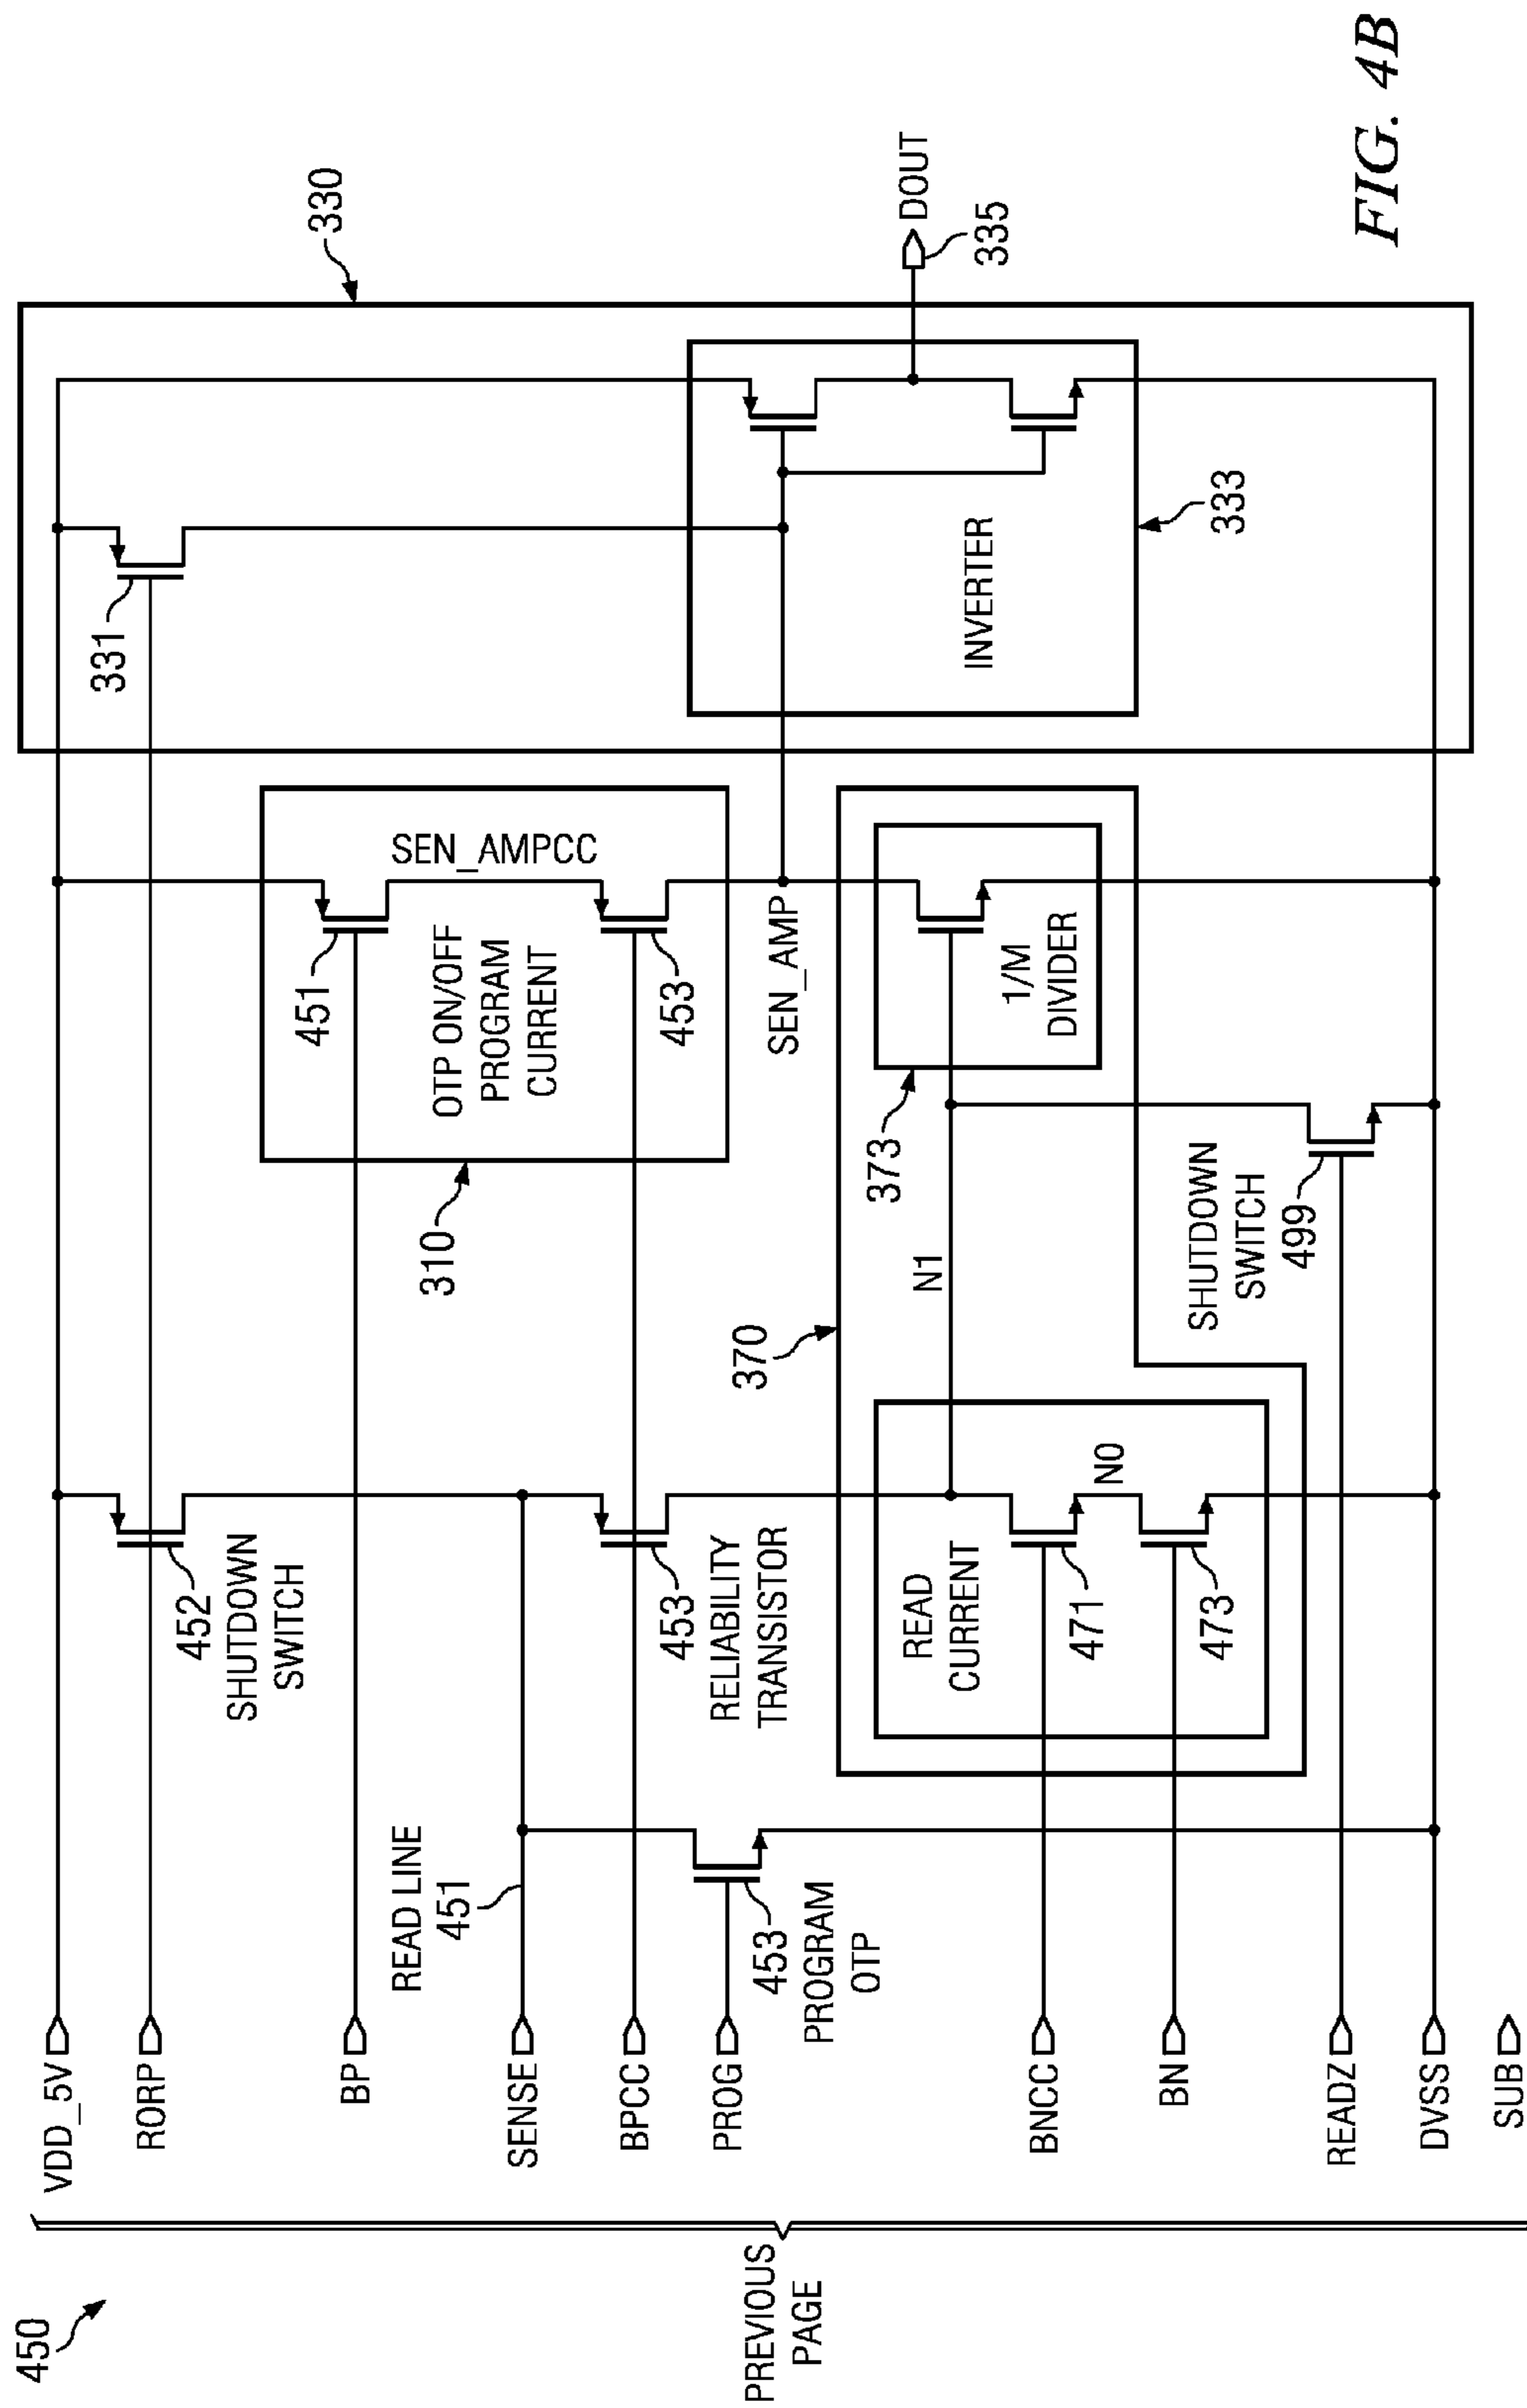 450
PREVIOUS
PAGE
VDD_5V
RORP
BP
SENSE
BPCC
PROG
BNCC
BN
READZ
DVSS
SUB
READ LINE
451
453
PROGRAM
OTP
452
SHUTDOWN
SWITCH
453
RELIABILITY
TRANSISTOR
READ
CURRENT
471
N0
473
370
N1
310
451
SEN_AMPCC
OTP ON/OFF
PROGRAM
CURRENT
453
SEN_AMP
373
1/M
DIVIDER
SHUTDOWN
SWITCH
499
331
330
INVERTER
333
DOUT
335
FIG. 4B